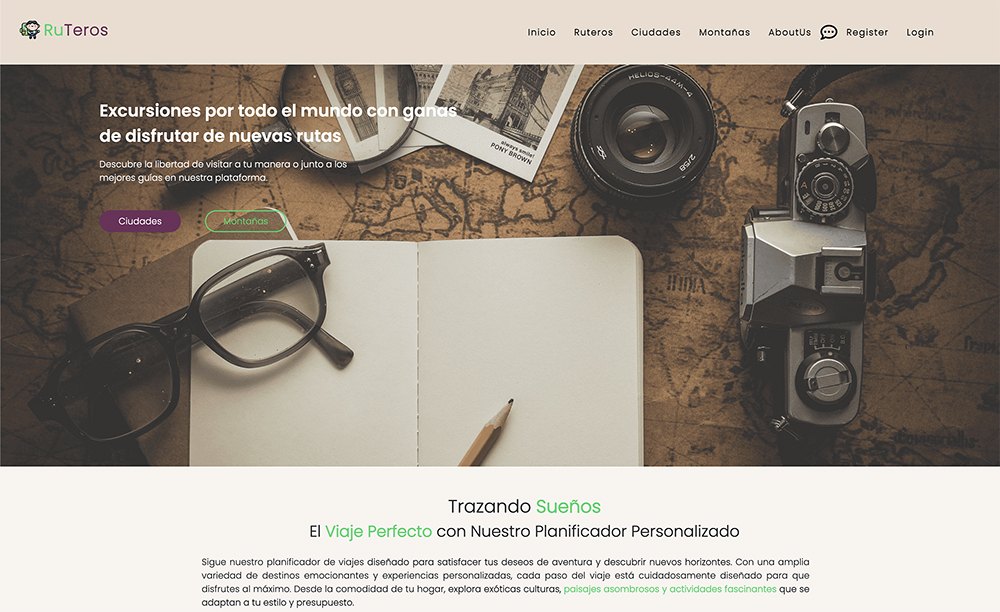 RuTeros
Inicio Ruteros Ciudades Montañas AboutUs Register Login
Excursiones por todo el mundo con ganas
de disfrutar de nuevas rutas
Descubre la libertad de visitar a tu manera o junto a los
mejores guías en nuestra plataforma.
Ciudades Montañas
HELIOS-44M-4
2/58
always smile!
PONY BROWN
INDIA
Trazando Sueños
El Viaje Perfecto con Nuestro Planificador Personalizado
Sigue nuestro planificador de viajes diseñado para satisfacer tus deseos de aventura y descubrir nuevos horizontes. Con una amplia
variedad de destinos emocionantes y experiencias personalizadas, cada paso del viaje está cuidadosamente diseñado para que
disfrutes al máximo. Desde la comodidad de tu hogar, explora exóticas culturas, paisajes asombrosos y actividades fascinantes que se
adaptan a tu estilo y presupuesto.